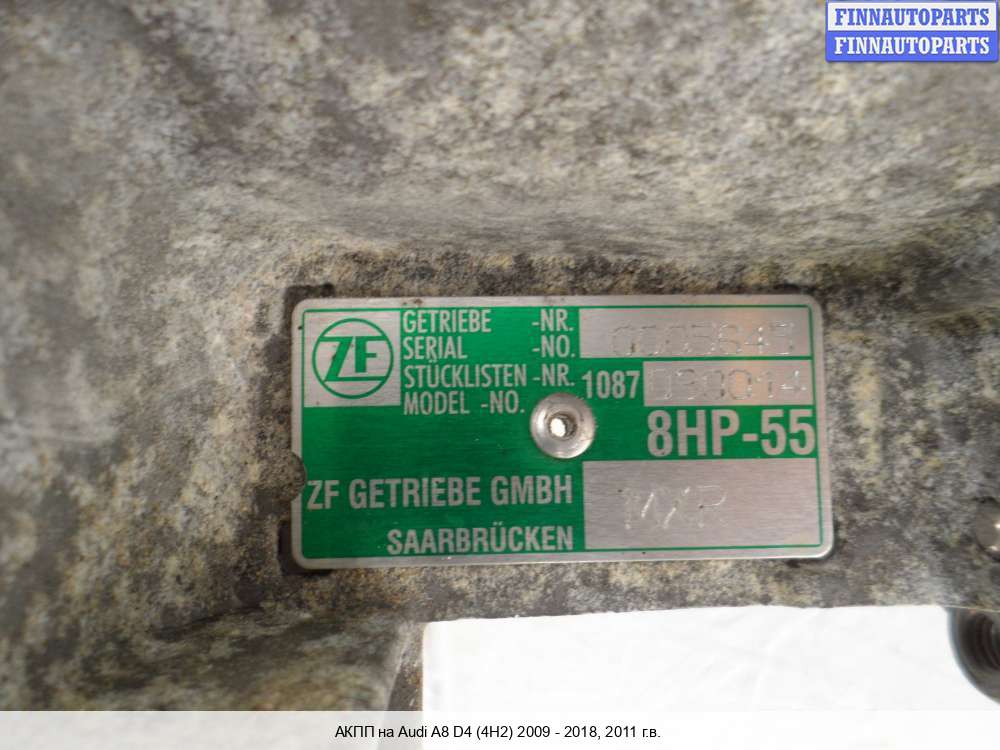 FINNAUTOPARTS
FINNAUTOPARTS
ZF
GETRIEBE -NR.
SERIAL -NO.
STÜCKLISTEN -NR. 1087 030014
MODEL -NO.
8HP-55
ZF GETRIEBE GMBH
SAARBRÜCKEN
АКПП на Audi A8 D4 (4H2) 2009 - 2018, 2011 г.в.